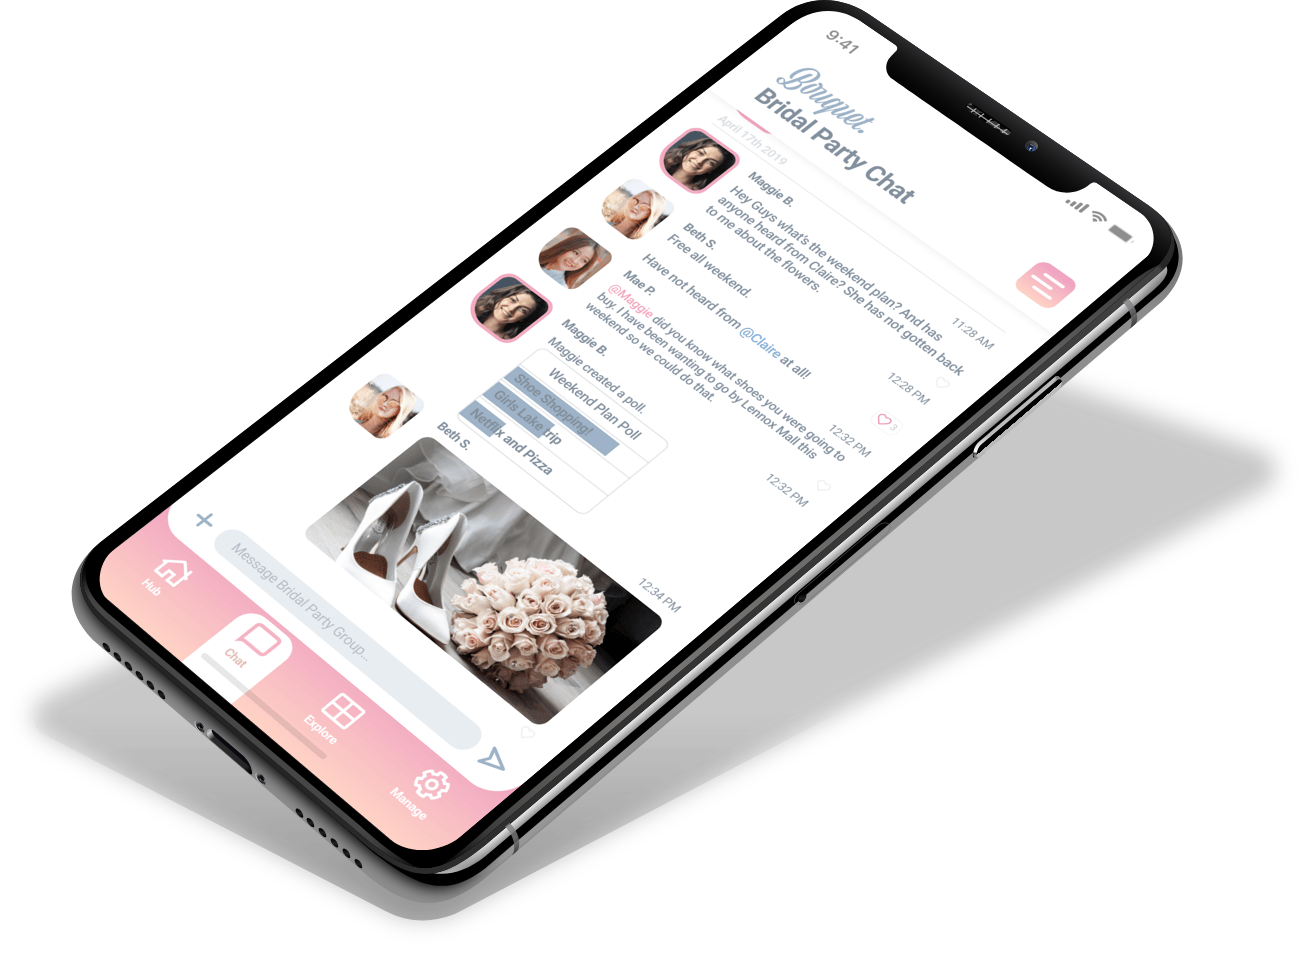 9:41
Bouquet.
Bridal Party Chat
April 17th 2019
Maggie B.
11:28 AM
Hey Guys what's the weekend plan? And has
anyone heard from Claire? She has not gotten back
to me about the flowers.
Beth S.
12:28 PM
Free all weekend.
Have not heard from @Claire at all!
3
Mae P.
12:32 PM
@Maggie did you know what shoes you were going to
buy. I have been wanting to go by Lennox Mall this
weekend so we could do that.
Maggie B.
12:32 PM
Maggie created a poll.
Weekend Plan Poll
Shoe Shopping!
Girls Lake trip
Netflix and Pizza
Beth S.
12:34 PM
Message Bridal Party Group...
Hub
Chat
Explore
Manage